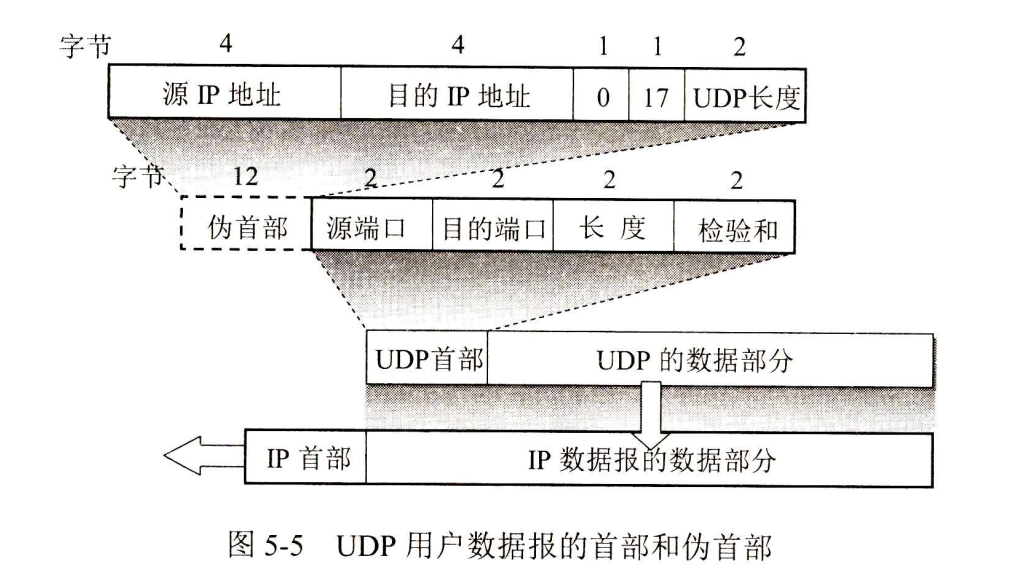 字节 4 4 1 1 2
源 IP 地址 目的 IP 地址 0 17 UDP长度
字节 12 2 2 2 2
伪首部 源端口 目的端口 长 度 检验和
UDP首部 UDP 的数据部分
IP 首部 IP 数据报的数据部分
图 5-5 UDP 用户数据报的首部和伪首部